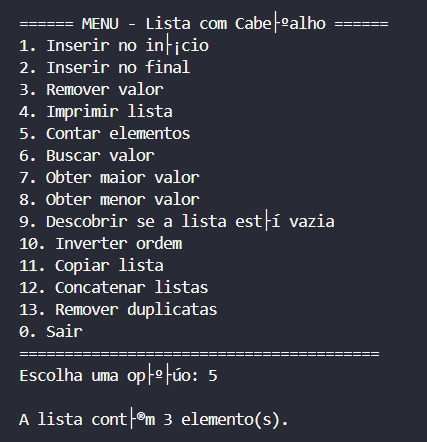 ====== MENU - Lista com Cabe├ºalho ======
1. Inserir no in├¡cio
2. Inserir no final
3. Remover valor
4. Imprimir lista
5. Contar elementos
6. Buscar valor
7. Obter maior valor
8. Obter menor valor
9. Descobrir se a lista est├í vazia
10. Inverter ordem
11. Copiar lista
12. Concatenar listas
13. Remover duplicatas
0. Sair
========================================
Escolha uma op├º├úo: 5
A lista cont├®m 3 elemento(s).